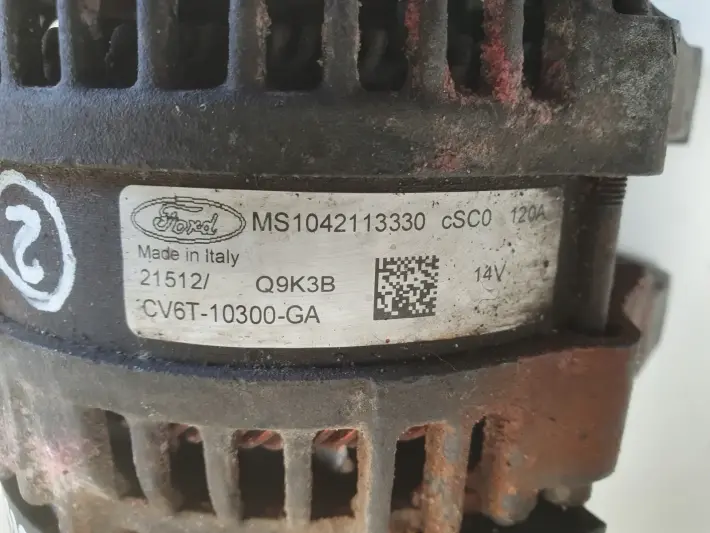 2
Ford MS1042113330 cSC0 120A
Made in Italy
21512/ Q9K3B 14V
CV6T-10300-GA